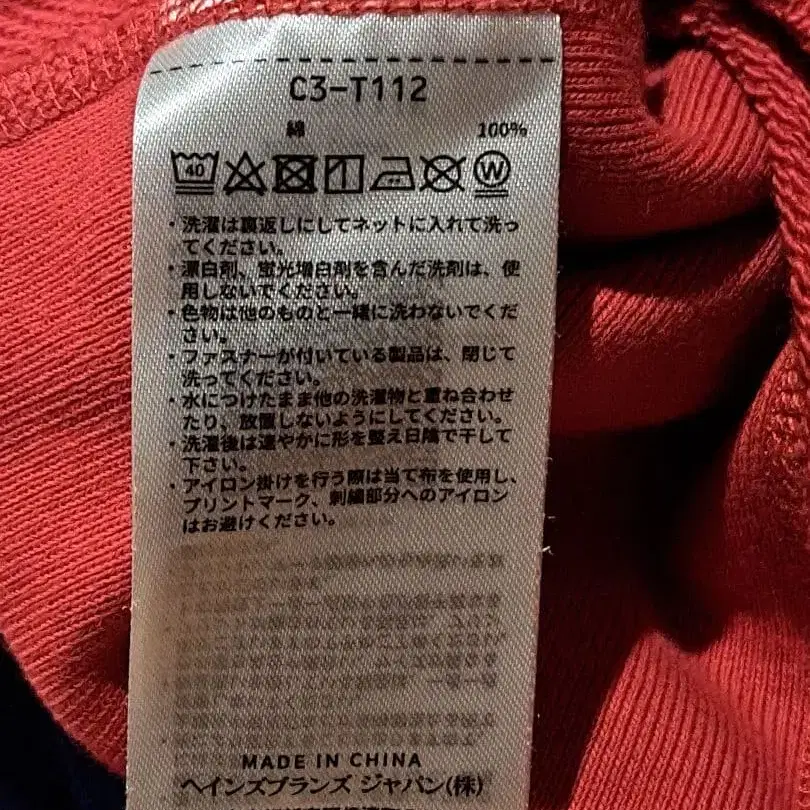 C3-T112
綿 100%
40
W
・洗濯は裏返しにしてネットに入れて洗っ
てください。
・漂白剤、蛍光増白剤を含んだ洗剤は、使
用しないでください。
・色物は他のものと一緒に洗わないでくだ
さい。
・ファスナーが付いている製品は、閉じて
洗ってください。
・水につけたまま他の洗濯物と重ね合わせ
たり、放置しないようにしてください。
・洗濯後は速やかに形を整え日陰で干して
下さい。
・アイロン掛けを行う際は当て布を使用し、
プリントマーク、刺繍部分へのアイロン
はお避けください。
MADE IN CHINA
ヘインズブランズ ジャパン(株)